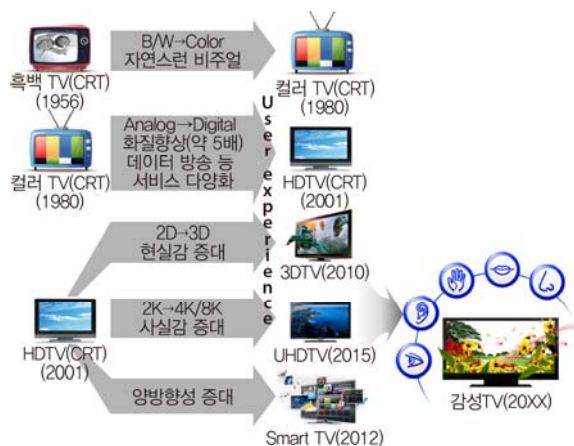 B/W→Color
자연스런 비주얼
흑백 TV(CRT)
(1956)
컬러 TV(CRT)
(1980)
User experience
Analog→Digital
화질향상(약 5배)
데이터 방송 등
서비스 다양화
컬러 TV(CRT)
(1980)
HDTV(CRT)
(2001)
2D→3D
현실감 증대
3DTV(2010)
2K→4K/8K
사실감 증대
HDTV(CRT)
(2001)
UHDTV(2015)
양방향성 증대
Smart TV(2012)
감성TV(20XX)